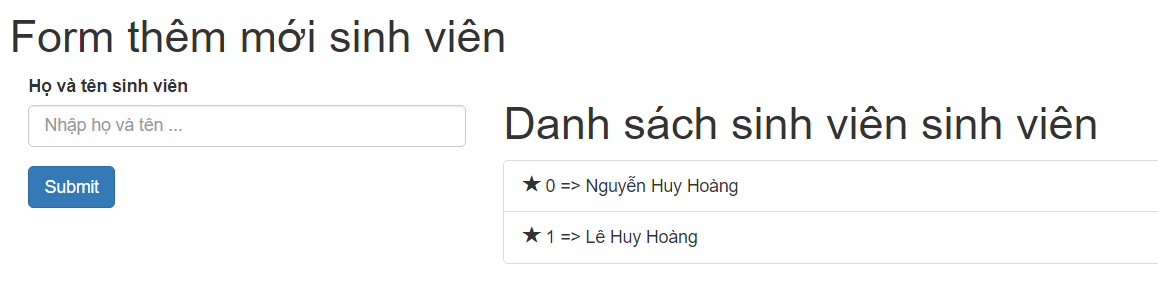 Form thêm mới sinh viên
Họ và tên sinh viên
Nhập họ và tên ...
Submit
Danh sách sinh viên sinh viên
★ 0 => Nguyễn Huy Hoàng
★ 1 => Lê Huy Hoàng